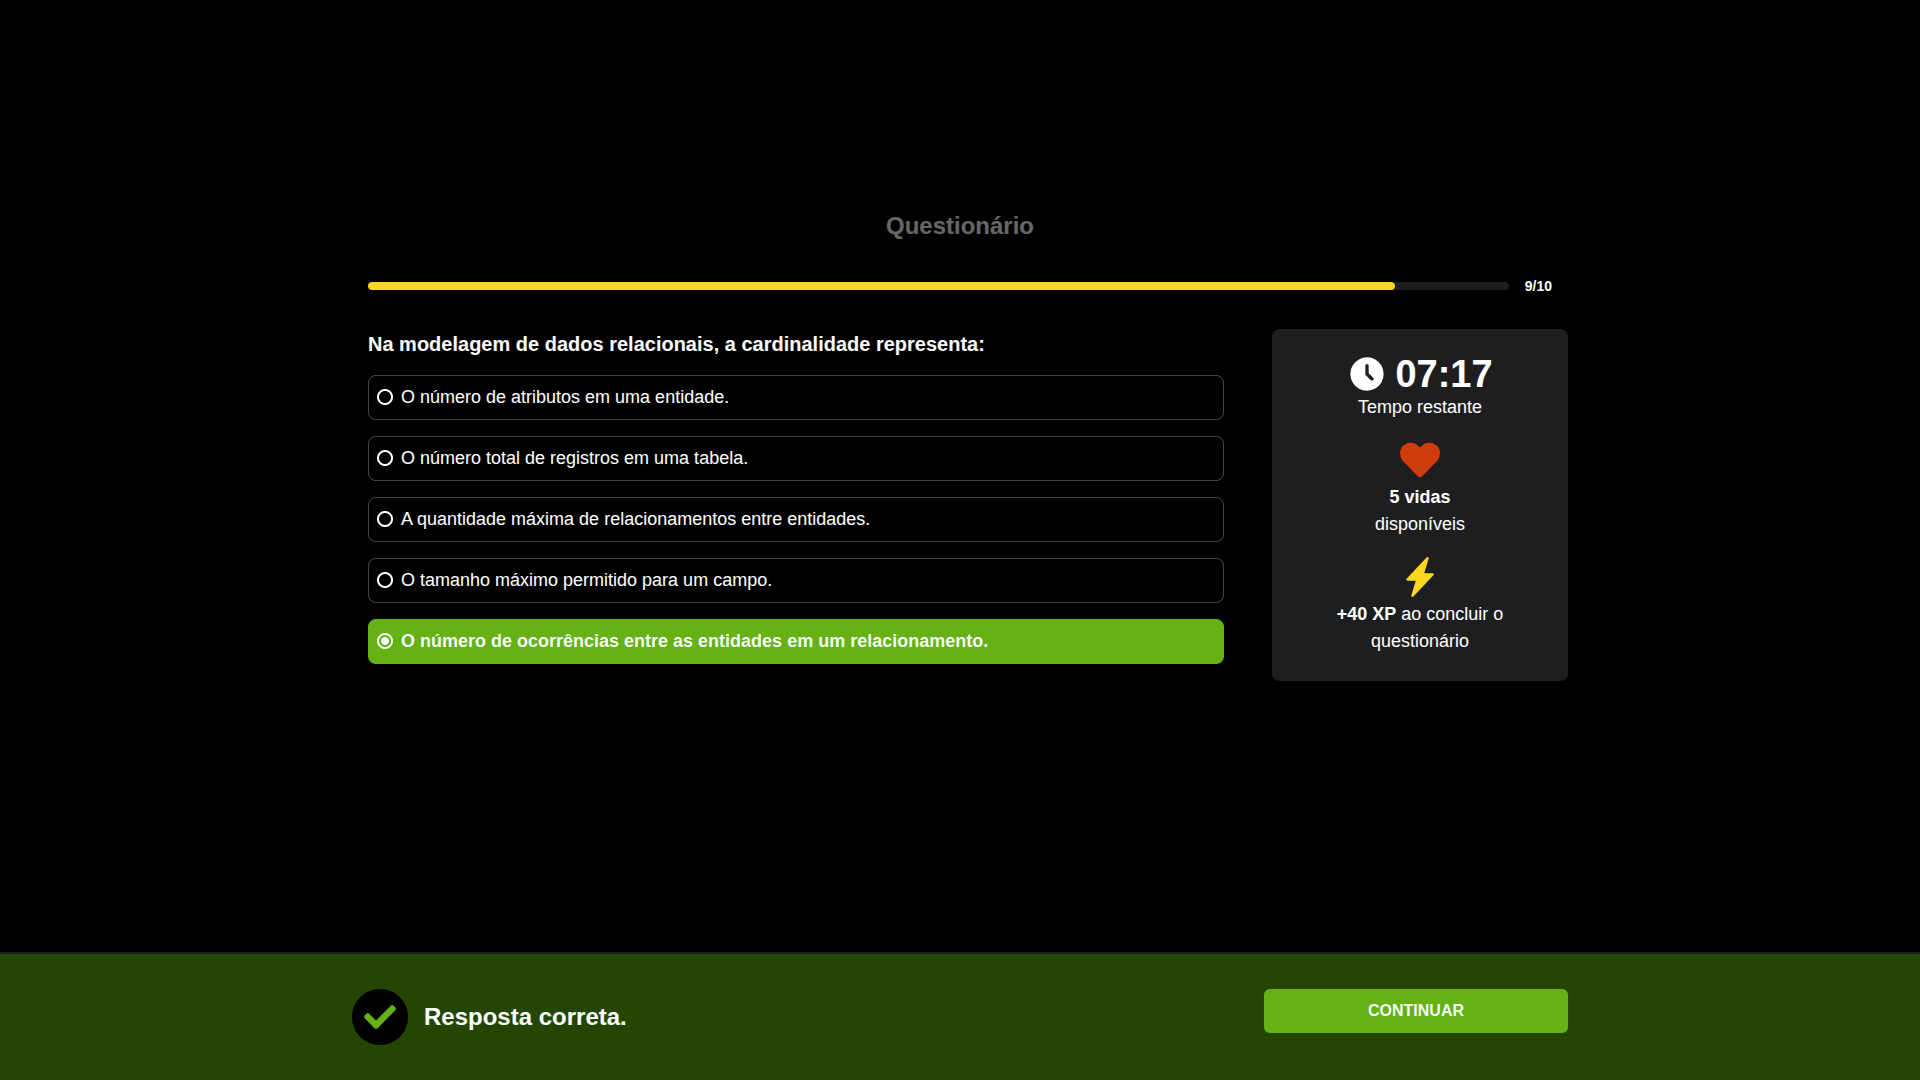 Questionário
9/10
Na modelagem de dados relacionais, a cardinalidade representa:
O número de atributos em uma entidade.
O número total de registros em uma tabela.
A quantidade máxima de relacionamentos entre entidades.
O tamanho máximo permitido para um campo.
O número de ocorrências entre as entidades em um relacionamento.
07:17
Tempo restante
5 vidas
disponíveis
+40 XP ao concluir o
questionário
Resposta correta.
CONTINUAR